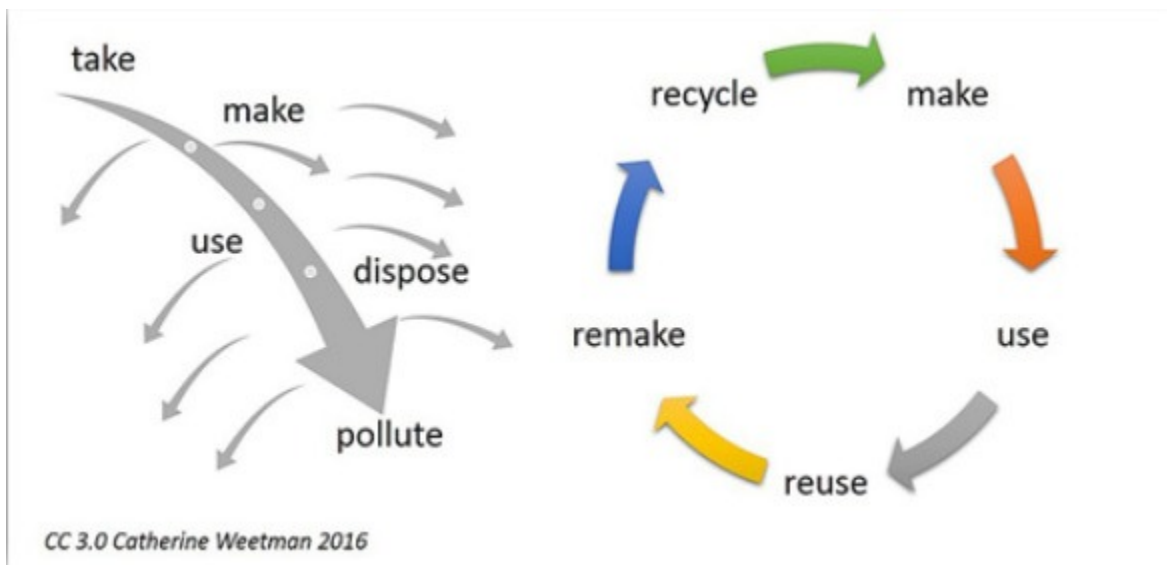 take
make
use
dispose
pollute
recycle
make
use
reuse
remake
CC 3.0 Catherine Weetman 2016